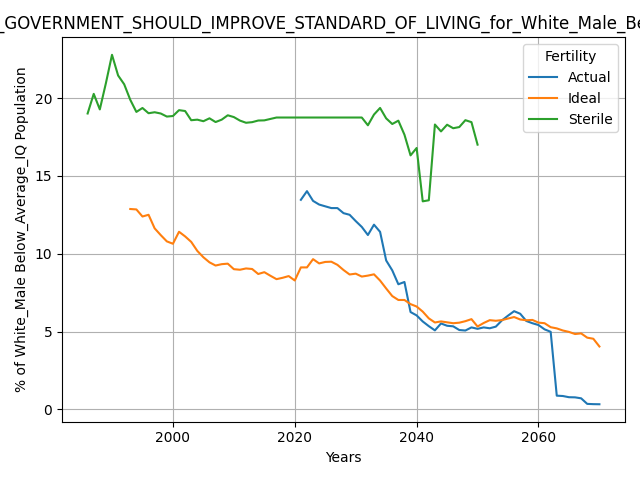 _GOVERNMENT_SHOULD_IMPROVE_STANDARD_OF_LIVING_for_White_Male_Be
% of White_Male Below_Average_IQ Population
20
15
10
5
0
Fertility
Actual
Ideal
Sterile
2000
2020
2040
2060
Years